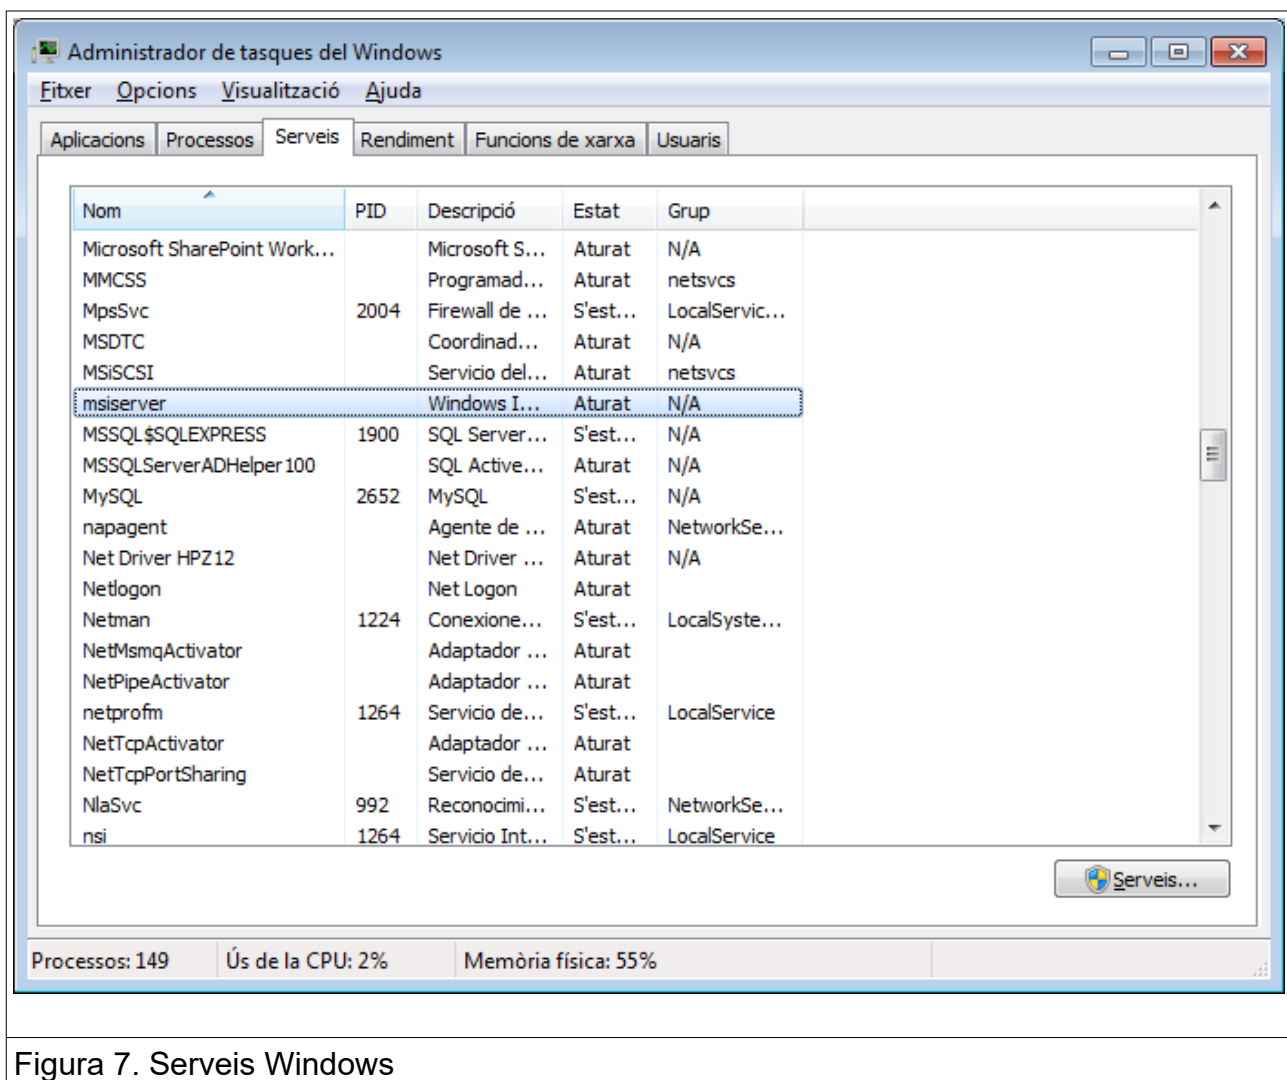 Administrador de tasques del Windows
Fitxer Opcions Visualització Ajuda
Aplicacions Processos Serveis Rendiment Funcions de xarxa Usuaris
Nom PID Descripció Estat Grup
Microsoft SharePoint Work... Microsoft S... Aturat N/A
MMCSS Programad... Aturat netsvcs
MpsSvc 2004 Firewall de ... S'est... LocalServic...
MSDTC Coordinad... Aturat N/A
MSiSCSI Servicio del... Aturat netsvcs
msiserver Windows I... Aturat N/A
MSSQL$SQLEXPRESS 1900 SQL Server... S'est... N/A
MSSQLServerADHelper100 SQL Active... Aturat N/A
MySQL 2652 MySQL S'est... N/A
napagent Agente de ... Aturat NetworkSe...
Net Driver HPZ12 Net Driver ... Aturat N/A
Netlogon Net Logon Aturat
Netman 1224 Conexione... S'est... LocalSyste...
NetMsmqActivator Adaptador ... Aturat
NetPipeActivator Adaptador ... Aturat
netprofm 1264 Servicio de... S'est... LocalService
NetTcpActivator Adaptador ... Aturat
NetTcpPortSharing Servicio de... Aturat
NlaSvc 992 Reconocimi... S'est... NetworkSe...
nsi 1264 Servicio Int... S'est... LocalService
Serveis...
Processos: 149 Ús de la CPU: 2% Memòria física: 55%
Figura 7. Serveis Windows